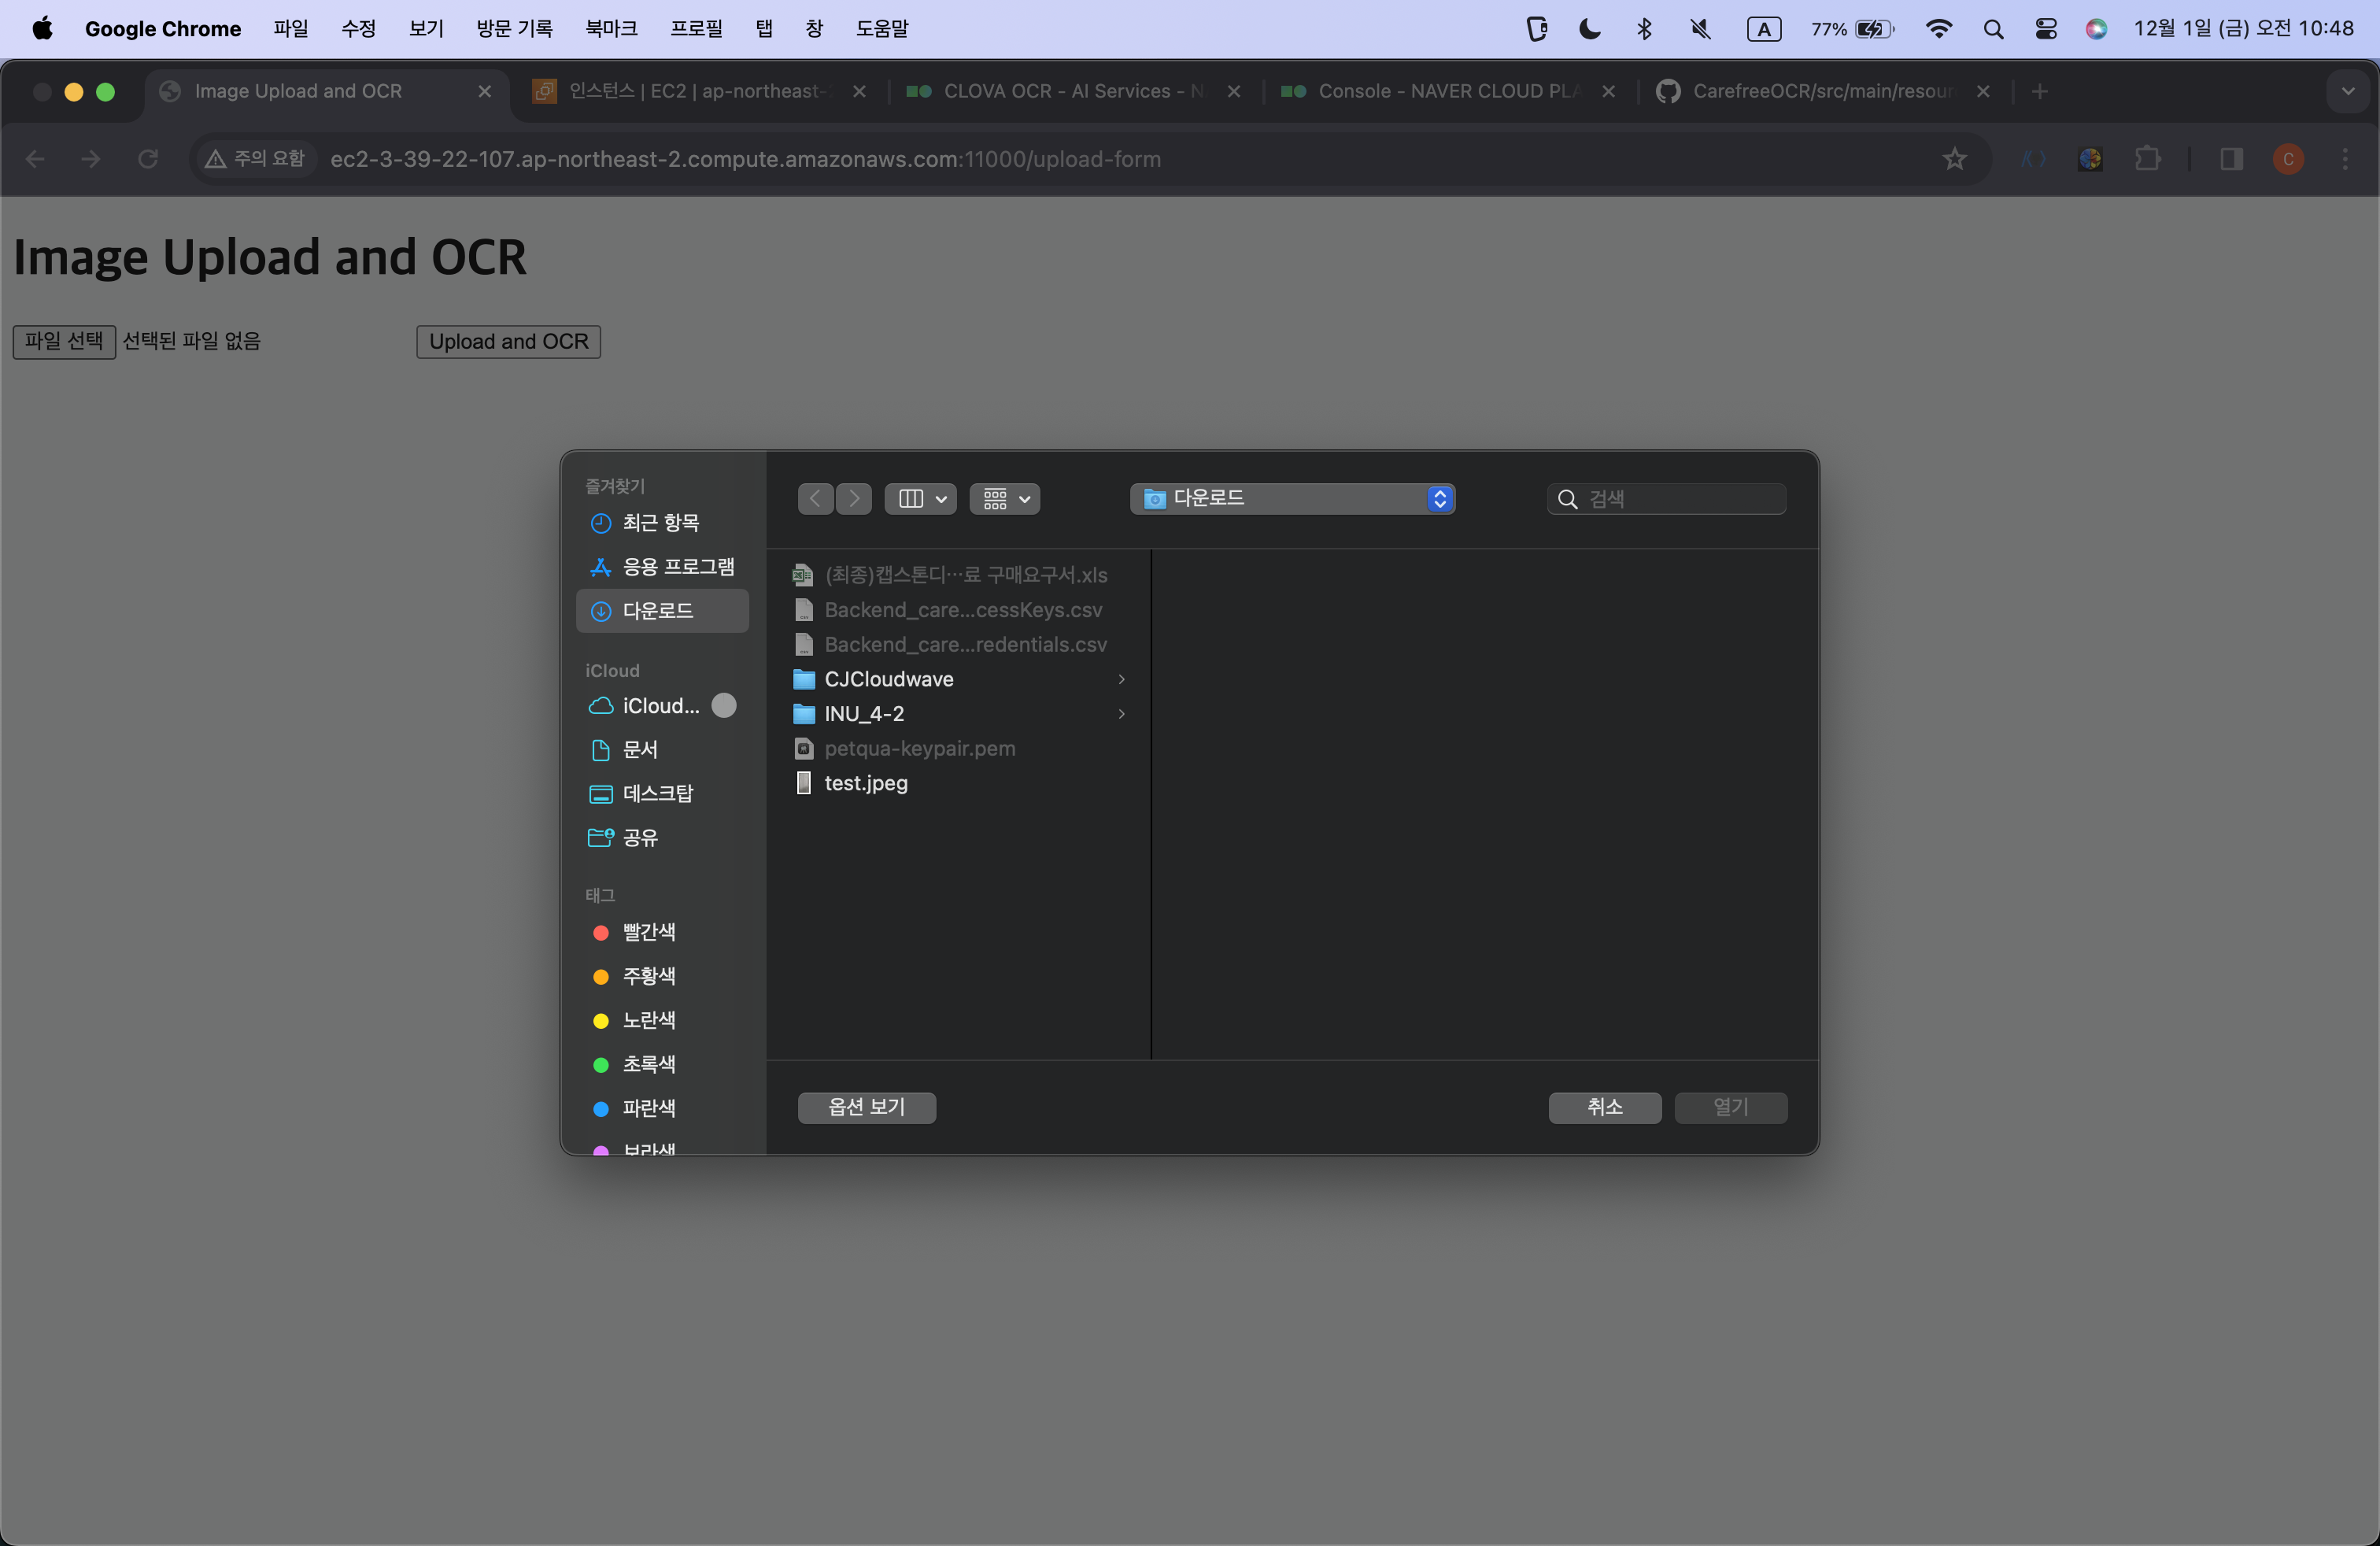 Google Chrome 파일 수정 보기 방문 기록 북마크 프로필 탭 창 도움말 A 77% 12월 1일 (금) 오전 10:48
Image Upload and OCR 인스턴스 | EC2 | ap-northeast- CLOVA OCR - AI Services - N Console - NAVER CLOUD PLA CarefreeOCR/src/main/resour
주의 요함 ec2-3-39-22-107.ap-northeast-2.compute.amazonaws.com:11000/upload-form C
Image Upload and OCR
파일 선택 선택된 파일 없음 Upload and OCR
즐겨찾기
최근 항목
응용 프로그램
다운로드
iCloud
iCloud...
문서
데스크탑
공유
태그
빨간색
주황색
노란색
초록색
파란색
보라색
다운로드 검색
(최종)캡스톤디…료 구매요구서.xls
Backend_care...cessKeys.csv
Backend_care...redentials.csv
CJCloudwave
INU_4-2
petqua-keypair.pem
test.jpeg
옵션 보기 취소 열기